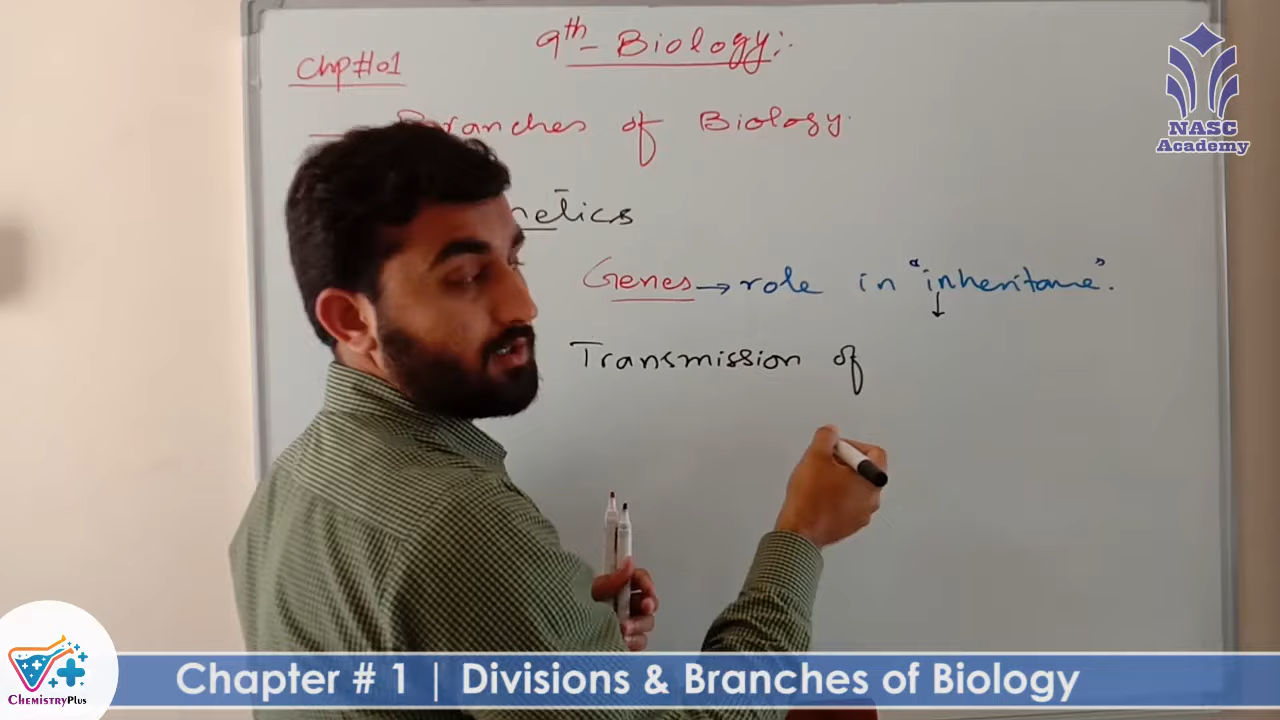 9th - Biology:.
Chp#01
Branches of Biology.
netics
Genes → role in "inheritance".
Transmission of
NASC
Academy
ChemistryPlus
Chapter # 1 | Divisions & Branches of Biology